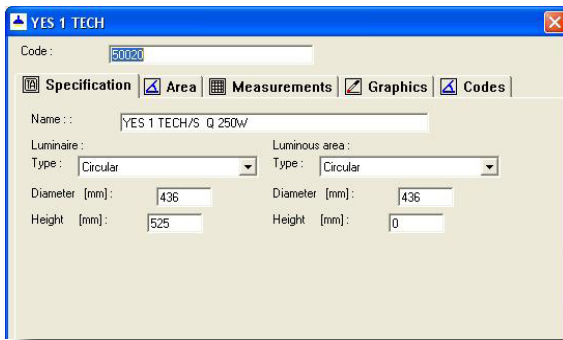 YES 1 TECH
Code : 50020
Specification Area Measurements Graphics Codes
Name : : YES 1 TECH/S Q 250W
Luminaire : Luminous area :
Type : Circular Type : Circular
Diameter [mm] : 436 Diameter [mm] : 436
Height [mm] : 525 Height [mm] : 0